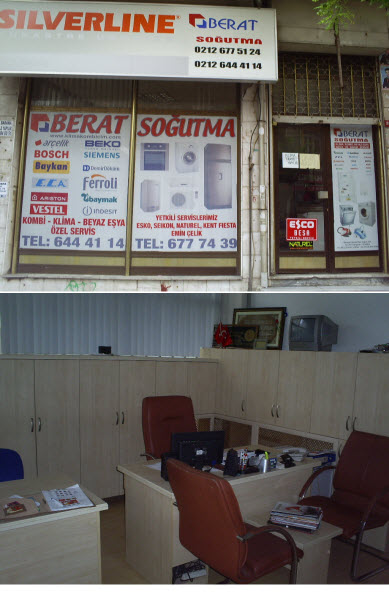 SILVERLINE
BERAT
SOĞUTMA
0212 677 51 24
0212 644 41 14
BERAT
SOĞUTMA
arçelik
BEKO
BOSCH
SIEMENS
Baykan
E.C.A.
Ferroli
Baymak
ARISTON
VESTEL
indesit
KOMBİ - KLİMA - BEYAZ EŞYA
ÖZEL SERVİS
TEL: 644 41 14
YETKİLİ SERVİSLERİMİZ
ESKO, SEIKON, NATUREL, KENT FIESTA
EMİN ÇELİK
TEL: 677 74 39
BERAT
SOĞUTMA
ESCO
BESA
NATUREL